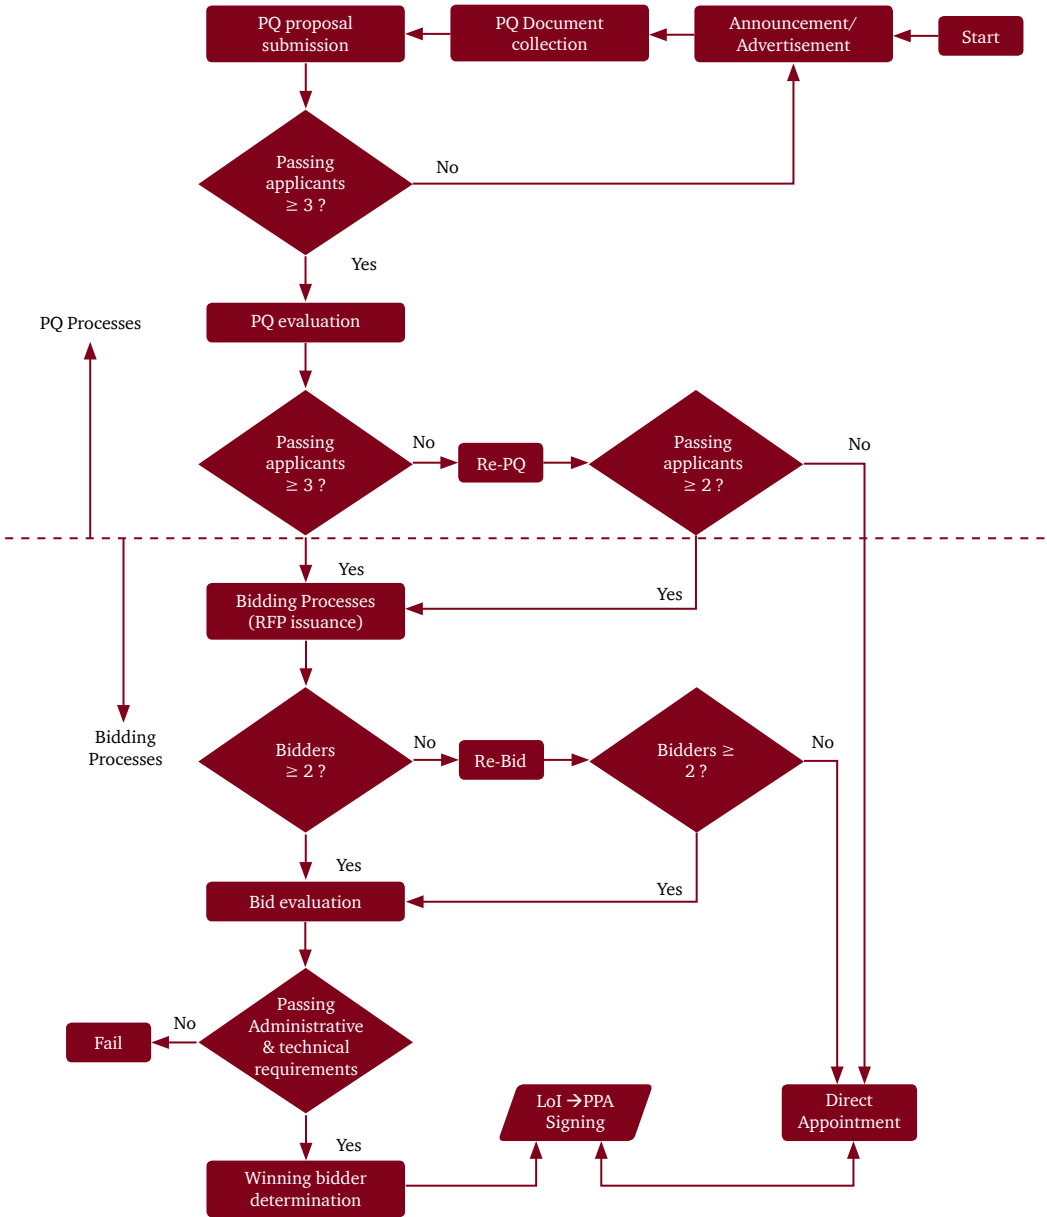 PQ proposal
submission
PQ Document
collection
Announcement/
Advertisement
Start
Passing
applicants
≥ 3 ?
No
Yes
PQ Processes
PQ evaluation
Passing
applicants
≥ 3 ?
No
Re-PQ
Passing
applicants
≥ 2 ?
No
Yes
Bidding Processes
(RFP issuance)
Yes
Bidding
Processes
Bidders
≥ 2 ?
No
Re-Bid
Bidders ≥
2 ?
No
Yes
Bid evaluation
Yes
Passing
Administrative
& technical
requirements
No
Fail
Yes
LoI →PPA
Signing
Direct
Appointment
Winning bidder
determination